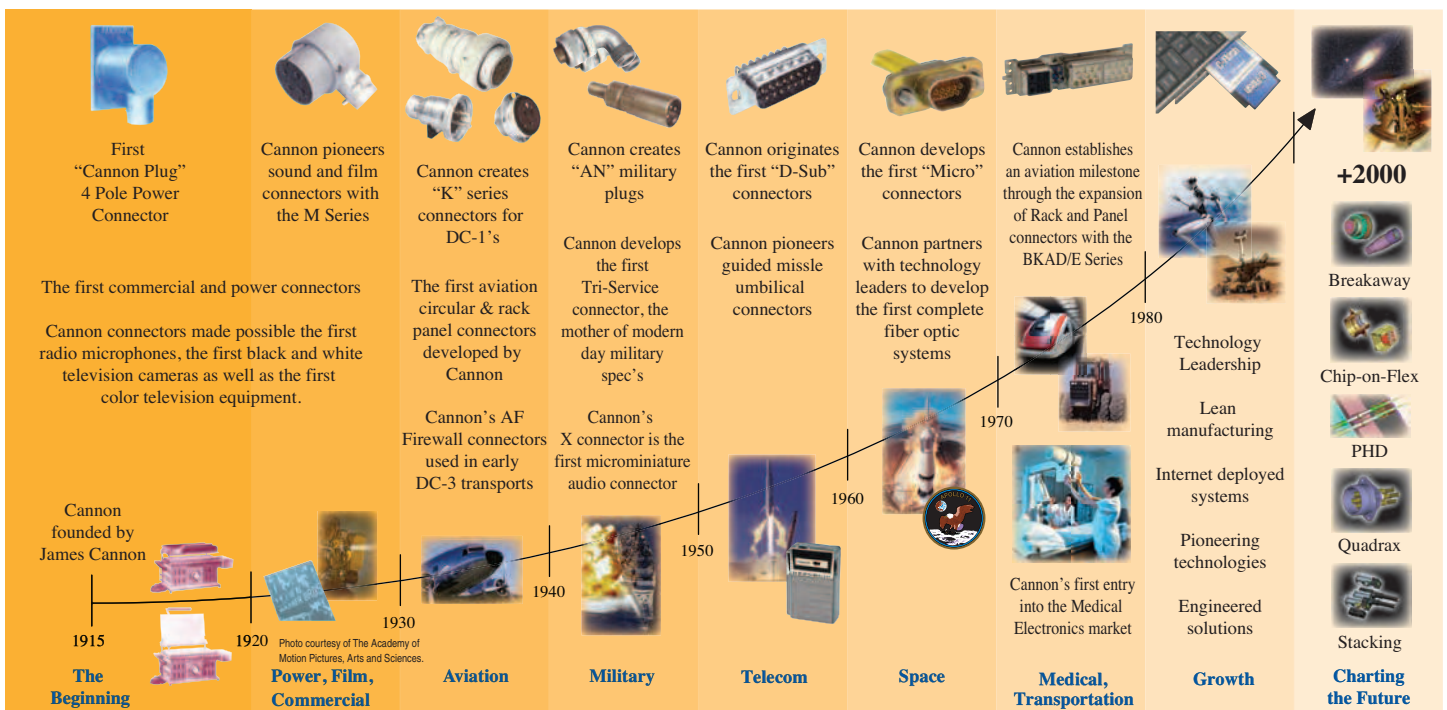 First
“Cannon Plug”
4 Pole Power
Connector
Cannon pioneers
sound and film
connectors with
the M Series
The first commercial and power connectors
Cannon connectors made possible the first
radio microphones, the first black and white
television cameras as well as the first
color television equipment.
Cannon
founded by
James Cannon
1915
1920
Photo courtesy of The Academy of
Motion Pictures, Arts and Sciences.
The
Beginning
Power, Film,
Commercial
Cannon creates
“K” series
connectors for
DC-1’s
The first aviation
circular & rack
panel connectors
developed by
Cannon
Cannon’s AF
Firewall connectors
used in early
DC-3 transports
1930
Aviation
Cannon creates
“AN” military
plugs
Cannon develops
the first
Tri-Service
connector, the
mother of modern
day military
spec’s
Cannon’s
X connector is the
first microminiature
audio connector
1940
Military
Cannon originates
the first “D-Sub”
connectors
Cannon pioneers
guided missle
umbilical
connectors
1950
Telecom
Cannon develops
the first “Micro”
connectors
Cannon partners
with technology
leaders to develop
the first complete
fiber optic
systems
1960
APOLLO 11
Space
Cannon establishes
an aviation milestone
through the expansion
of Rack and Panel
connectors with the
BKAD/E Series
1970
Cannon’s first entry
into the Medical
Electronics market
Medical,
Transportation
1980
Technology
Leadership
Lean
manufacturing
Internet deployed
systems
Pioneering
technologies
Engineered
solutions
Growth
+2000
Breakaway
Chip-on-Flex
PHD
Quadrax
Stacking
Charting
the Future